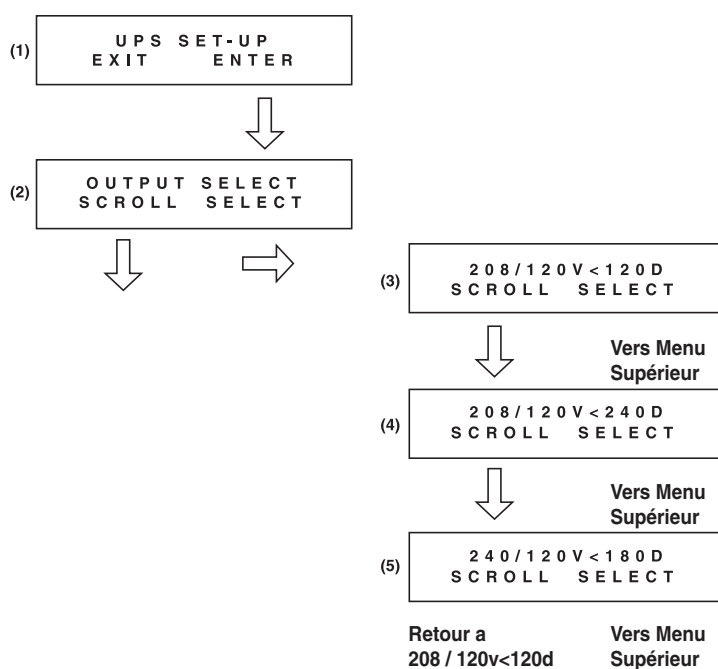 (1)
UPS SET-UP
EXIT ENTER
(2)
OUTPUT SELECT
SCROLL SELECT
(3)
208/120V<120D
SCROLL SELECT
Vers Menu
Supérieur
(4)
208/120V<240D
SCROLL SELECT
Vers Menu
Supérieur
(5)
240/120V<180D
SCROLL SELECT
Retour a
208 / 120v<120d
Vers Menu
Supérieur